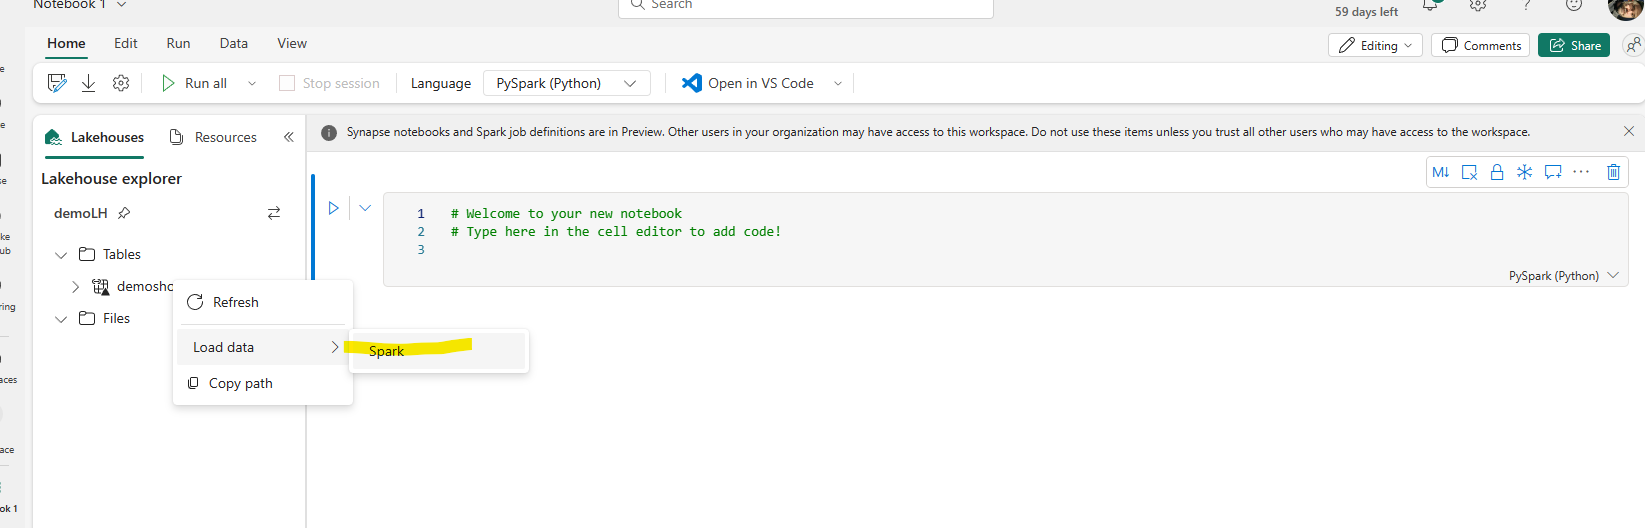 Notebook 1
Search
59 days left
Home Edit Run Data View
Editing Comments Share
Run all Stop session Language PySpark (Python) Open in VS Code
Lakehouses Resources
Synapse notebooks and Spark job definitions are in Preview. Other users in your organization may have access to this workspace. Do not use these items unless you trust all other users who may have access to the workspace.
Lakehouse explorer
M↓
demoLH
1 # Welcome to your new notebook
2 # Type here in the cell editor to add code!
3
Tables
PySpark (Python)
demosho
Refresh
Files
Load data
Spark
Copy path
e
e
se
ke
ub
ring
aces
ace
ok 1